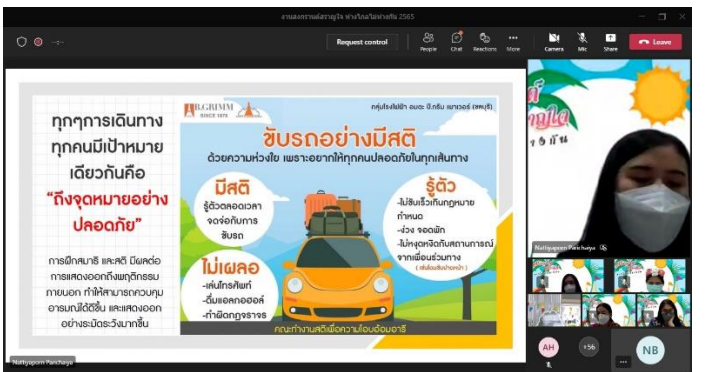 งานสงกรานต์สราญใจ ห่างไกลไม่ห่างกัน 2565
--:--
Request control
People
Chat
Reactions
More
Camera
Mic
Share
Leave
ทุกๆการเดินทาง
ทุกคนมีเป้าหมาย
เดียวกันคือ
“ถึงจุดหมายอย่าง
ปลอดภัย”
การฝึกสมาธิ และสติ มีผลต่อ
การแสดงออกถึงพฤติกรรม
ภายนอก ทำให้สามารถควบคุม
อารมณ์ได้ดีขึ้น และแสดงออก
อย่างระมัดระวังมากขึ้น
B.GRIMM
SINCE 1878
กลุ่มโรงไฟฟ้า อมตะ บี.กริม เพาเวอร์ (ชลบุรี)
ขับรถอย่างมีสติ
ด้วยความห่วงใย เพราะอยากให้ทุกคนปลอดภัยในทุกเส้นทาง
มีสติ
รู้ตัวตลอดเวลา
จดจ่อกับการ
ขับรถ
ไม่เผลอ
-เล่นโทรศัพท์
-ดื่มแอลกอฮอล์
-ทำผิดกฎจราจร
รู้ตัว
-ไม่ขับเร็วเกินกฎหมาย
กำหนด
-ง่วง จอดพัก
-ไม่หงุดหงิดกับสถานการณ์
จากเพื่อนร่วมทาง
คณะทำงานสติเพื่อความโอบอ้อมอารี
Nattyaporn Panchaya
Nattyaporn Panchaya
AH
+56
NB